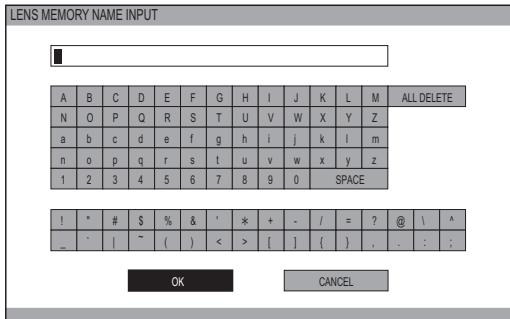 LENS MEMORY NAME INPUT
A B C D E F G H I J K L M ALL DELETE
N O P Q R S T U V W X Y Z
a b c d e f g h i j k l m
n o p q r s t u v w x y z
1 2 3 4 5 6 7 8 9 0 SPACE
! " # $ % & ' * + - / = ? @ \ ^
_ ` | ~ ( ) < > [ ] { } , . : ;
OK CANCEL